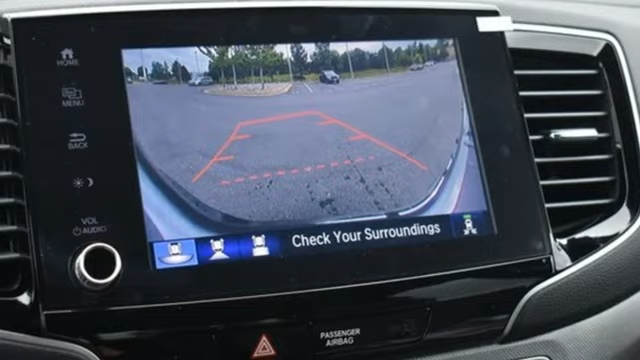 HOME
MENU
BACK
VOL
AUDIO
Check Your Surroundings
PASSENGER
AIRBAG